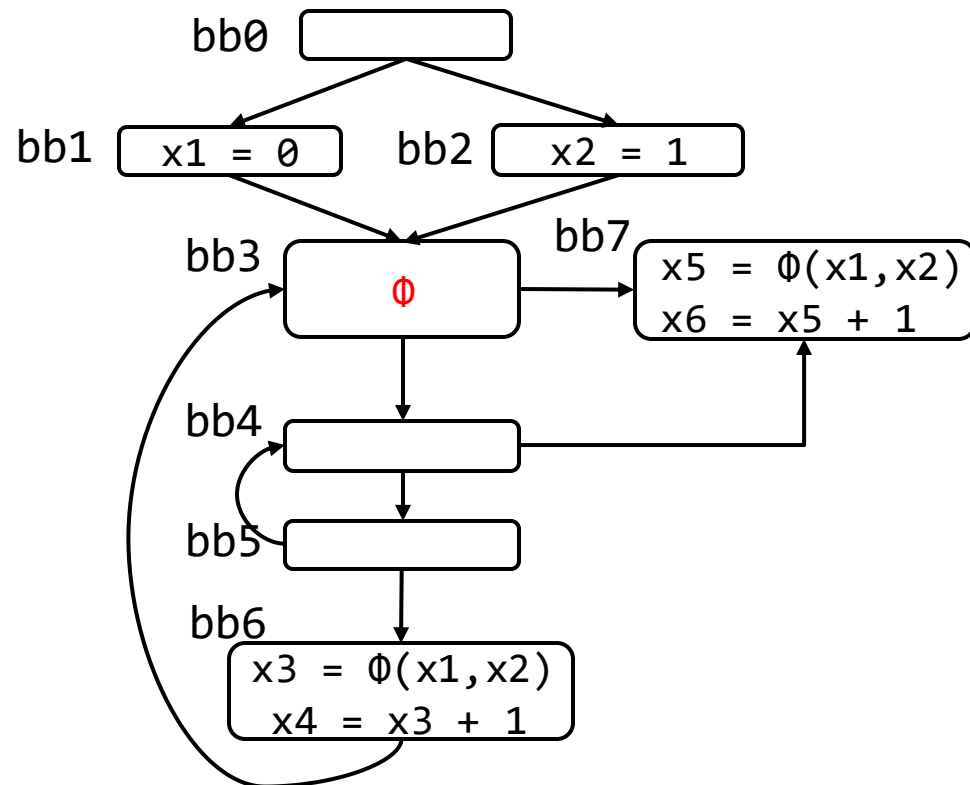 bb0
bb1
x1 = 0
bb2
x2 = 1
bb3
Φ
bb7
x5 = Φ(x1,x2)
x6 = x5 + 1
bb4
bb5
bb6
x3 = Φ(x1,x2)
x4 = x3 + 1